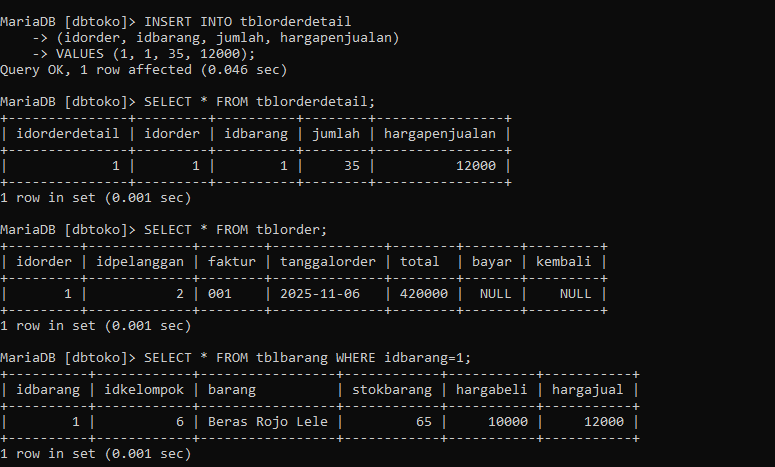 MariaDB [dbtoko]> INSERT INTO tblorderdetail
    -> (idorder, idbarang, jumlah, hargapenjualan)
    -> VALUES (1, 1, 35, 12000);
Query OK, 1 row affected (0.046 sec)

MariaDB [dbtoko]> SELECT * FROM tblorderdetail;
+---------------+---------+----------+--------+----------------+
| idorderdetail | idorder | idbarang | jumlah | hargapenjualan |
+---------------+---------+----------+--------+----------------+
|             1 |       1 |        1 |     35 |          12000 |
+---------------+---------+----------+--------+----------------+
1 row in set (0.001 sec)

MariaDB [dbtoko]> SELECT * FROM tblorder;
+---------+-------------+--------+--------------+--------+-------+---------+
| idorder | idpelanggan | faktur | tanggalorder | total  | bayar | kembali |
+---------+-------------+--------+--------------+--------+-------+---------+
|       1 |           2 | 001    | 2025-11-06   | 420000 |  NULL |    NULL |
+---------+-------------+--------+--------------+--------+-------+---------+
1 row in set (0.001 sec)

MariaDB [dbtoko]> SELECT * FROM tblbarang WHERE idbarang=1;
+----------+------------+-----------------+------------+-----------+-----------+
| idbarang | idkelompok | barang          | stokbarang | hargabeli | hargajual |
+----------+------------+-----------------+------------+-----------+-----------+
|        1 |          6 | Beras Rojo Lele |         65 |     10000 |     12000 |
+----------+------------+-----------------+------------+-----------+-----------+
1 row in set (0.001 sec)